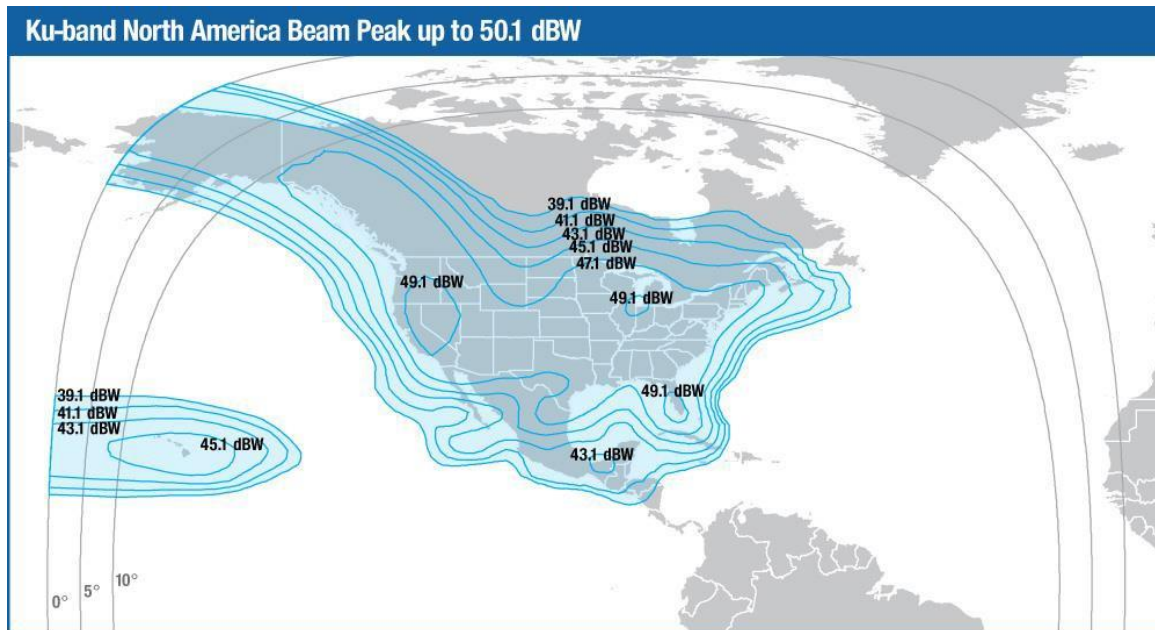 Ku-band North America Beam Peak up to 50.1 dBW
39.1 dBW
41.1 dBW
43.1 dBW
45.1 dBW
47.1 dBW
49.1 dBW
49.1 dBW
49.1 dBW
39.1 dBW
41.1 dBW
43.1 dBW
45.1 dBW
43.1 dBW
0°
5°
10°